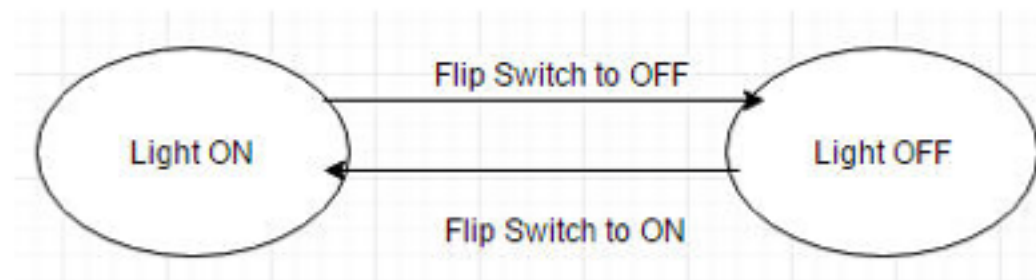 Flip Switch to OFF
Light ON
Light OFF
Flip Switch to ON